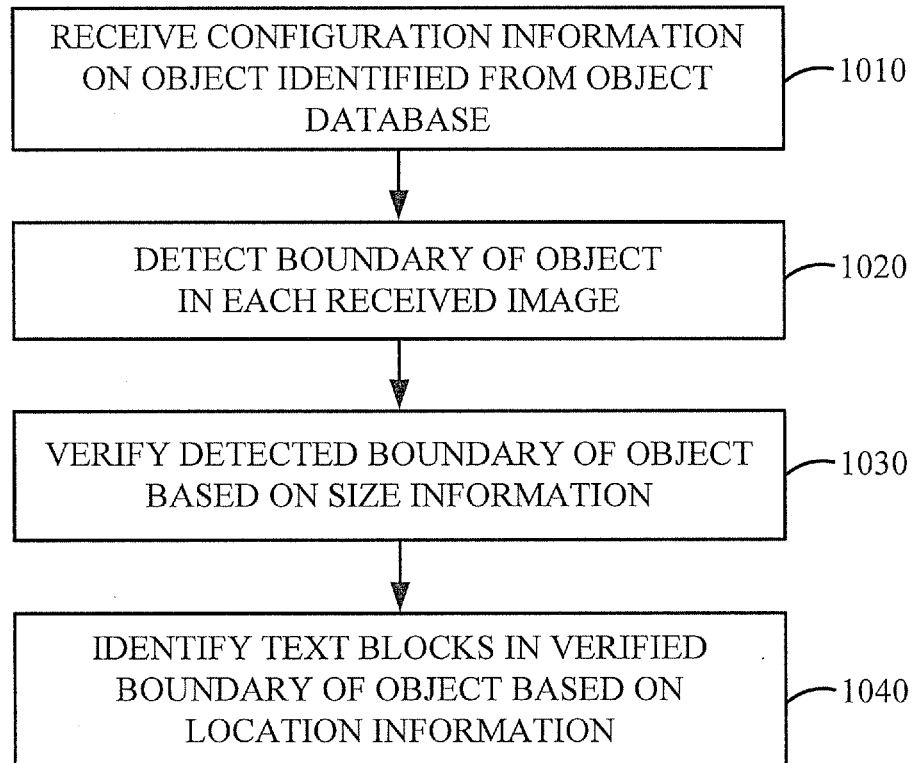 RECEIVE CONFIGURATION INFORMATION
ON OBJECT IDENTIFIED FROM OBJECT
DATABASE
1010
DETECT BOUNDARY OF OBJECT
IN EACH RECEIVED IMAGE
1020
VERIFY DETECTED BOUNDARY OF OBJECT
BASED ON SIZE INFORMATION
1030
IDENTIFY TEXT BLOCKS IN VERIFIED
BOUNDARY OF OBJECT BASED ON
LOCATION INFORMATION
1040